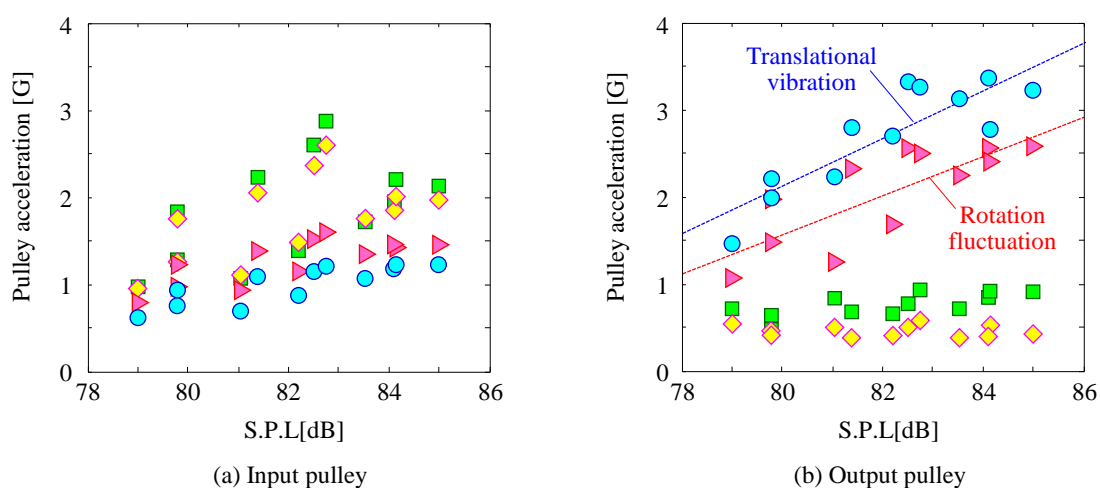 Pulley acceleration [G]
4
3
2
1
0
78
80
82
84
86
S.P.L[dB]
(a) Input pulley
Pulley acceleration [G]
4
3
2
1
0
78
80
82
84
86
Translational
vibration
Rotation
fluctuation
S.P.L[dB]
(b) Output pulley